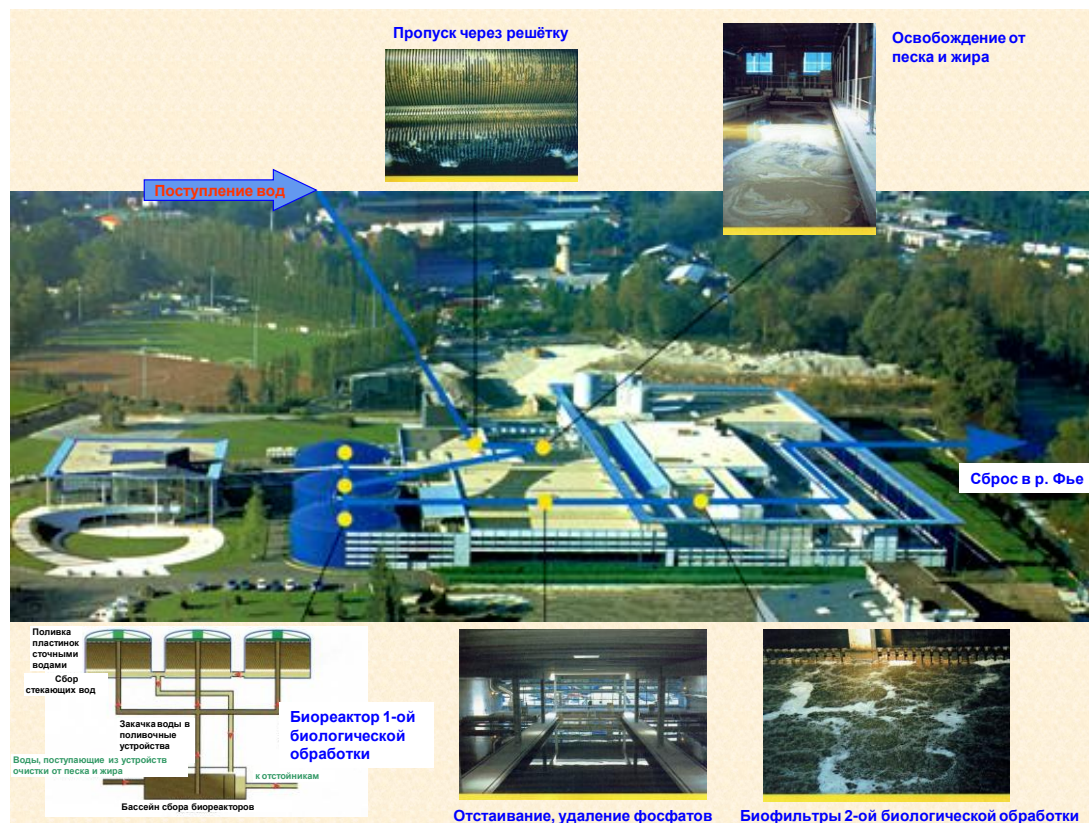 Пропуск через решётку
Освобождение от
песка и жира
Поступление вод
Сброс в р. Фье
Поливка
пластинок
сточными
водами
Сбор
стекающих вод
Закачка воды в
поливочные
устройства
Биореактор 1-ой
биологической
обработки
Воды, поступающие из устройств
очистки от песка и жира
к отстойникам
Бассейн сбора биореакторов
Отстаивание, удаление фосфатов
Биофильтры 2-ой биологической обработки